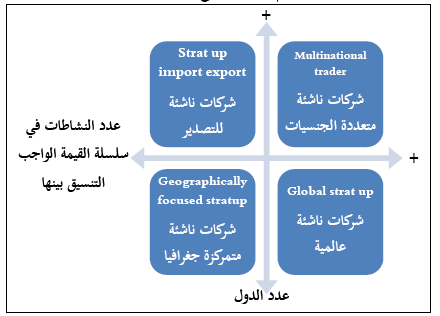 +
Strat up
import export
شركات ناشئة
للتصدير
Multinational
trader
شركات ناشئة
متعددة الجنسيات
عدد النشاطات في
سلسلة القيمة الواجب
التنسيق بينها
+
Geographically
focused stratup
شركات ناشئة
متمركزة جغرافيا
Global strat up
شركات ناشئة
عالمية
عدد الدول